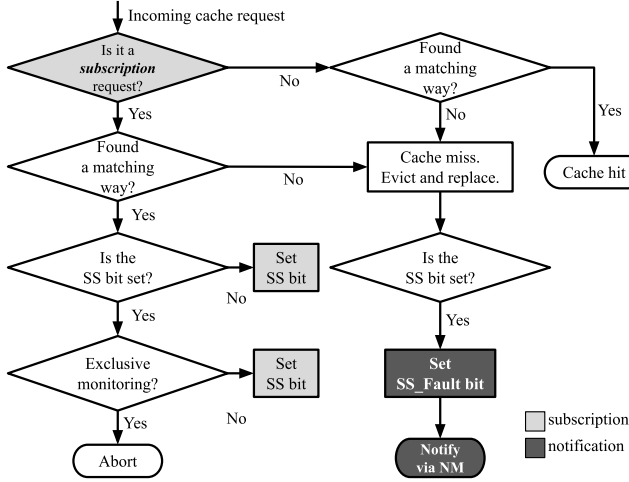 Incoming cache request
Is it a
subscription
request?
No
Found
a matching
way?
Yes
No
Yes
Found
a matching
way?
No
Cache miss.
Evict and replace.
Cache hit
Yes
Is the
SS bit set?
No
Set
SS bit
Is the
SS bit set?
Yes
Yes
Exclusive
monitoring?
No
Set
SS bit
Set
SS_Fault bit
Yes
Abort
Notify
via NM
subscription
notification